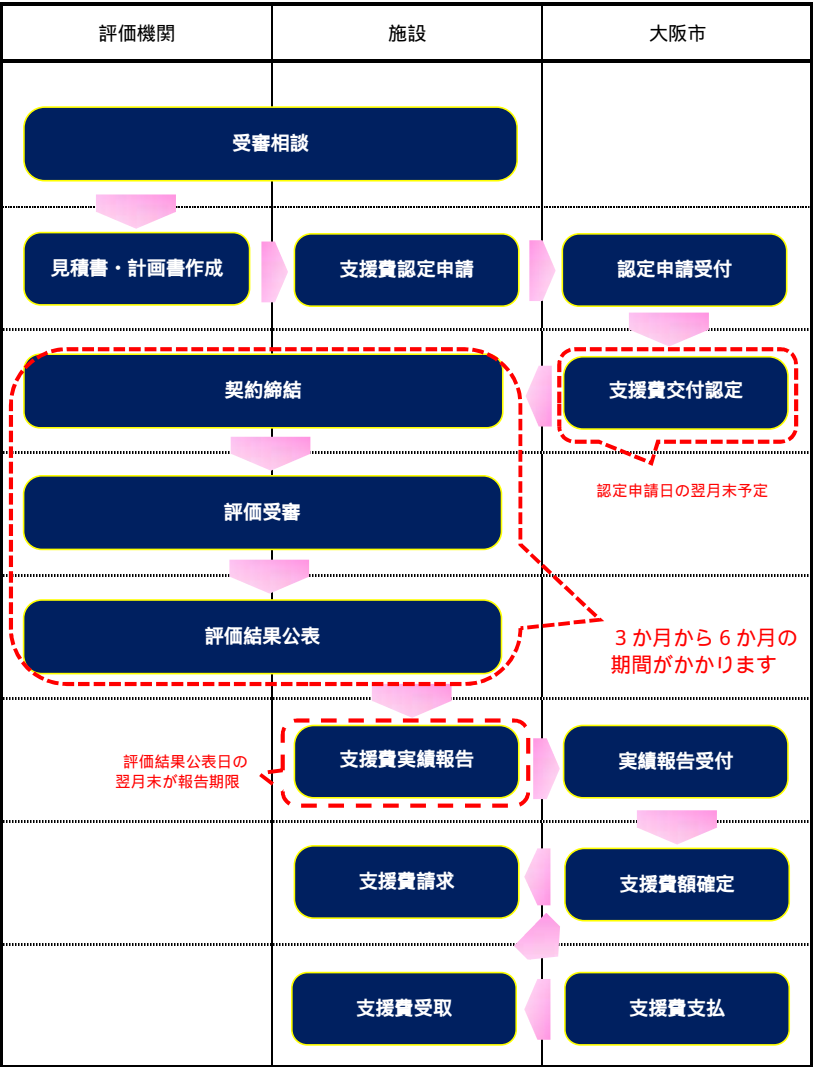 評価機関
施設
大阪市
受審相談
見積書・計画書作成
支援費認定申請
認定申請受付
契約締結
支援費交付認定
認定申請日の翌月末予定
評価受審
評価結果公表
３か月から６か月の
期間がかかります
評価結果公表日の
翌月末が報告期限
支援費実績報告
実績報告受付
支援費請求
支援費額確定
支援費受取
支援費支払